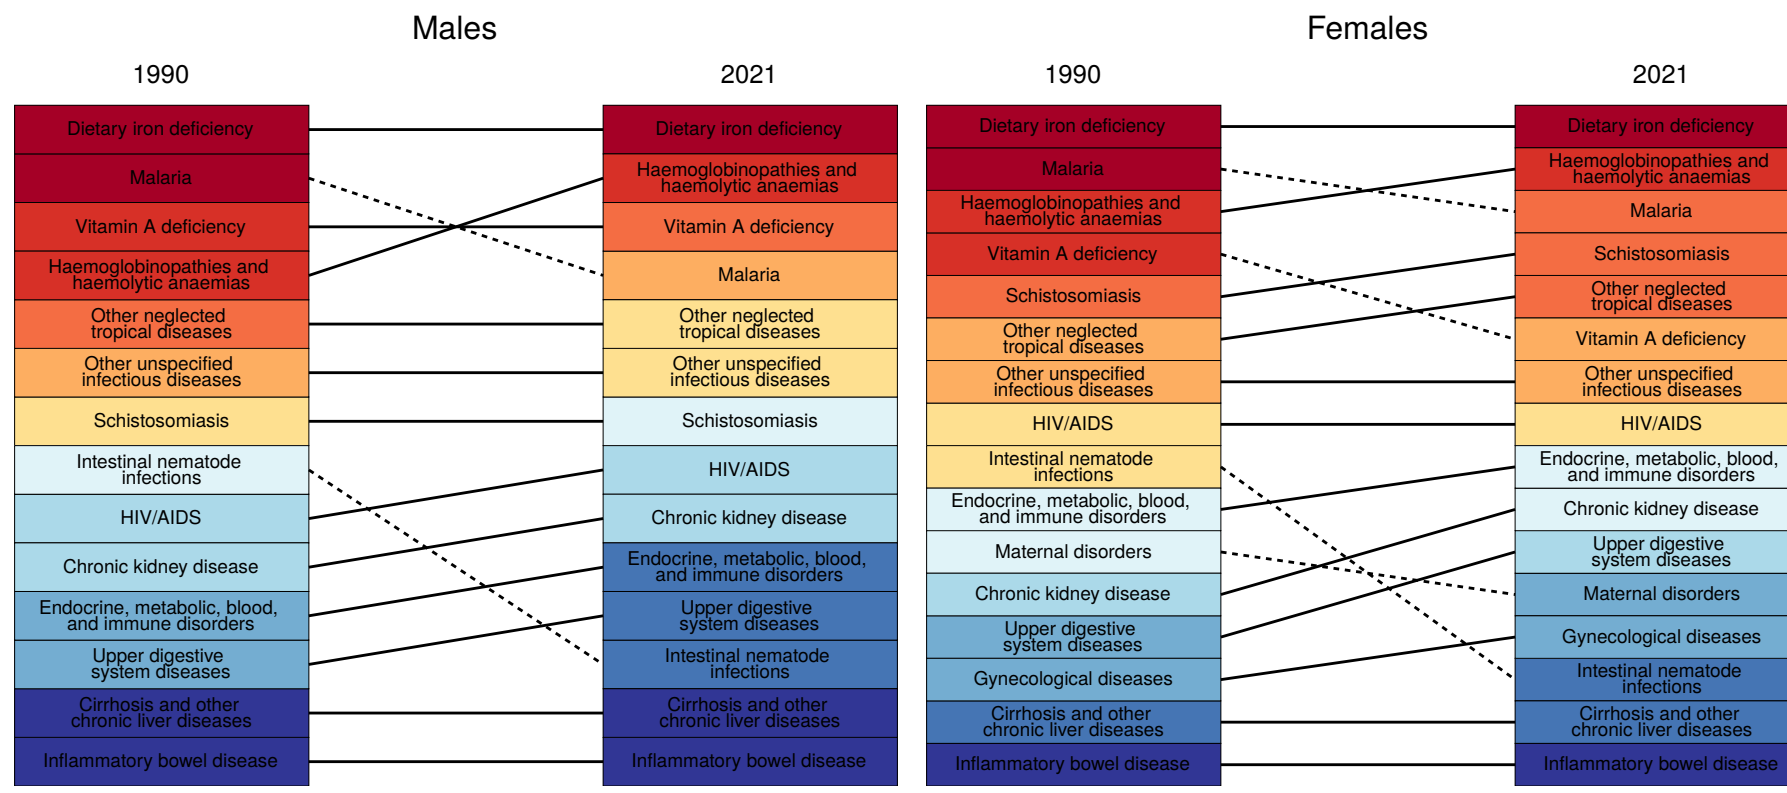 Males
1990
2021
Dietary iron deficiency
Malaria
Vitamin A deficiency
Haemoglobinopathies and
haemolytic anaemias
Other neglected
tropical diseases
Other unspecified
infectious diseases
Schistosomiasis
Intestinal nematode
infections
HIV/AIDS
Chronic kidney disease
Endocrine, metabolic, blood,
and immune disorders
Upper digestive
system diseases
Cirrhosis and other
chronic liver diseases
Inflammatory bowel disease
Dietary iron deficiency
Haemoglobinopathies and
haemolytic anaemias
Vitamin A deficiency
Malaria
Other neglected
tropical diseases
Other unspecified
infectious diseases
Schistosomiasis
HIV/AIDS
Chronic kidney disease
Endocrine, metabolic, blood,
and immune disorders
Upper digestive
system diseases
Intestinal nematode
infections
Cirrhosis and other
chronic liver diseases
Inflammatory bowel disease
Females
1990
2021
Dietary iron deficiency
Malaria
Haemoglobinopathies and
haemolytic anaemias
Vitamin A deficiency
Schistosomiasis
Other neglected
tropical diseases
Other unspecified
infectious diseases
HIV/AIDS
Intestinal nematode
infections
Endocrine, metabolic, blood,
and immune disorders
Maternal disorders
Chronic kidney disease
Upper digestive
system diseases
Gynecological diseases
Cirrhosis and other
chronic liver diseases
Inflammatory bowel disease
Dietary iron deficiency
Haemoglobinopathies and
haemolytic anaemias
Malaria
Schistosomiasis
Other neglected
tropical diseases
Vitamin A deficiency
Other unspecified
infectious diseases
HIV/AIDS
Endocrine, metabolic, blood,
and immune disorders
Chronic kidney disease
Upper digestive
system diseases
Maternal disorders
Gynecological diseases
Intestinal nematode
infections
Cirrhosis and other
chronic liver diseases
Inflammatory bowel disease